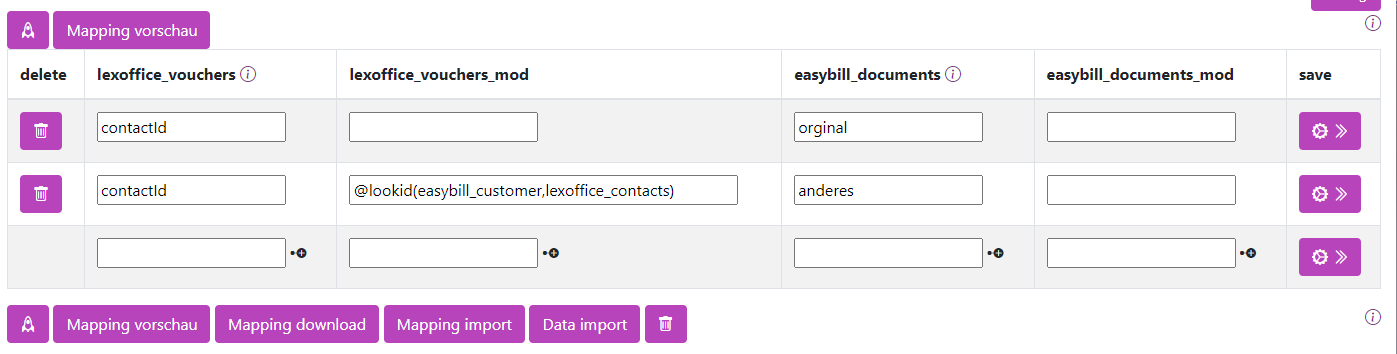 Mapping vorschau
delete lexoffice_vouchers lexoffice_vouchers_mod easybill_documents easybill_documents_mod save
contactId orginal
contactId @lookid(easybill_customer,lexoffice_contacts) anderes
Mapping vorschau Mapping download Mapping import Data import